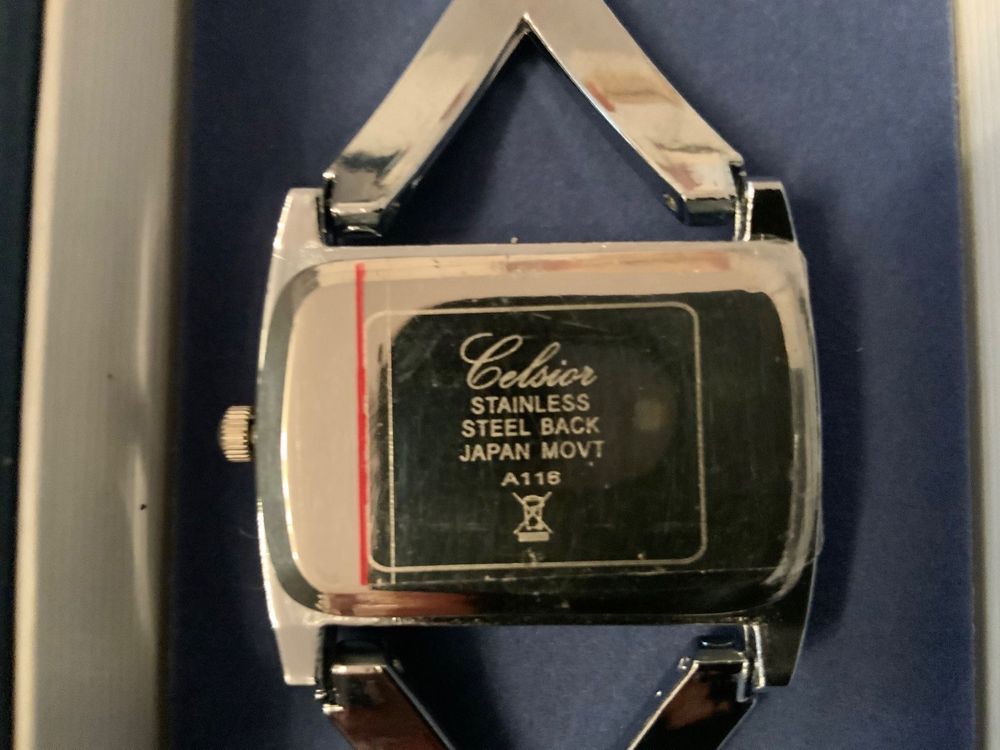 Celsior
STAINLESS
STEEL BACK
JAPAN MOVT
A116